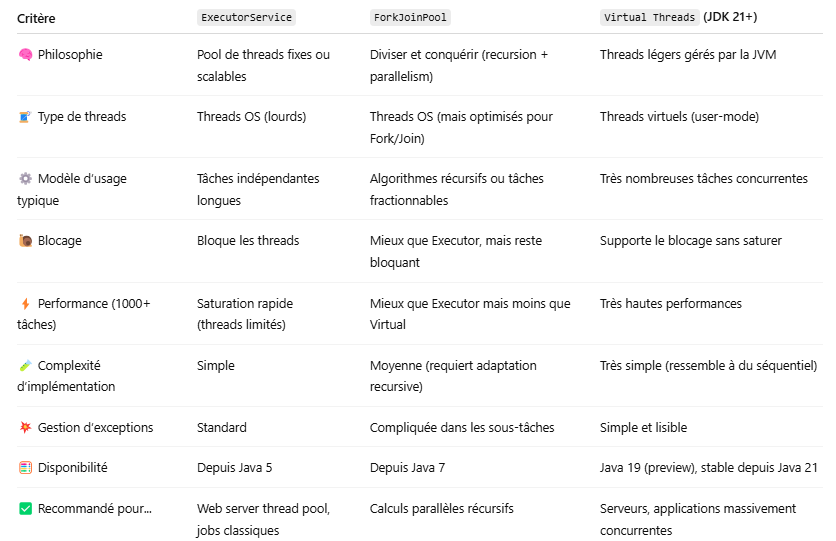 Critère ExecutorService ForkJoinPool Virtual Threads (JDK 21+)
🧠 Philosophie Pool de threads fixes ou Diviser et conquérir (recursion + Threads légers gérés par la JVM
scalables parallelism)
🧵 Type de threads Threads OS (lourds) Threads OS (mais optimisés pour Threads virtuels (user-mode)
Fork/Join)
⚙️ Modèle d'usage Tâches indépendantes Algorithmes récursifs ou tâches Très nombreuses tâches concurrentes
typique longues fractionnables
🐌 Blocage Bloque les threads Mieux que Executor, mais reste Supporte le blocage sans saturer
bloquant
⚡ Performance (1000+ Saturation rapide Mieux que Executor mais moins que Très hautes performances
tâches) (threads limités) Virtual
🧪 Complexité Simple Moyenne (requiert adaptation Très simple (ressemble à du séquentiel)
d'implémentation recursive)
💥 Gestion d'exceptions Standard Compliquée dans les sous-tâches Simple et lisible
🧮 Disponibilité Depuis Java 5 Depuis Java 7 Java 19 (preview), stable depuis Java 21
✅ Recommandé pour... Web server thread pool, Calculs parallèles récursifs Serveurs, applications massivement
jobs classiques concurrentes